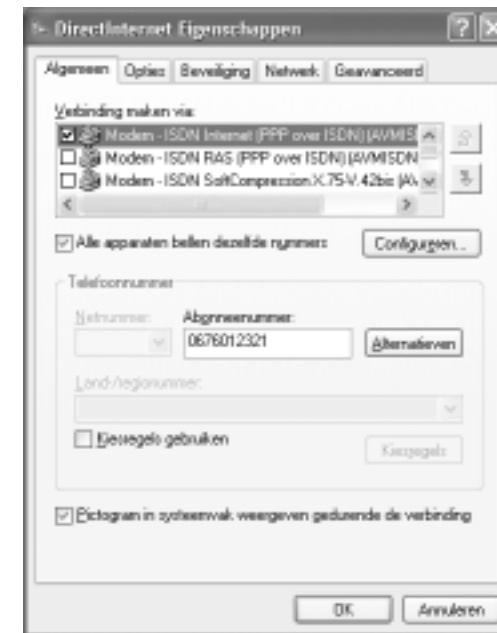 DirectInternet Eigenschappen
Algemeen Opties Beveiliging Netwerk Geavanceerd
Verbinding maken via:
Modem - ISDN Internet (PPP over ISDN) (AVMISI
Modem - ISDN RAS (PPP over ISDN) (AVMISDN
Modem - ISDN SoftCompression X.75-V.42bis (AV
Alle apparaten bellen dezelfde nummers
Configureren...
Telefoonnummer
Netnummer: Abonneenummer:
0676012321
Alternatieven
Land-/regionummer:
Kiesregels gebruiken
Kiesregels
Pictogram in systeemvak weergeven gedurende de verbinding
OK Annuleren